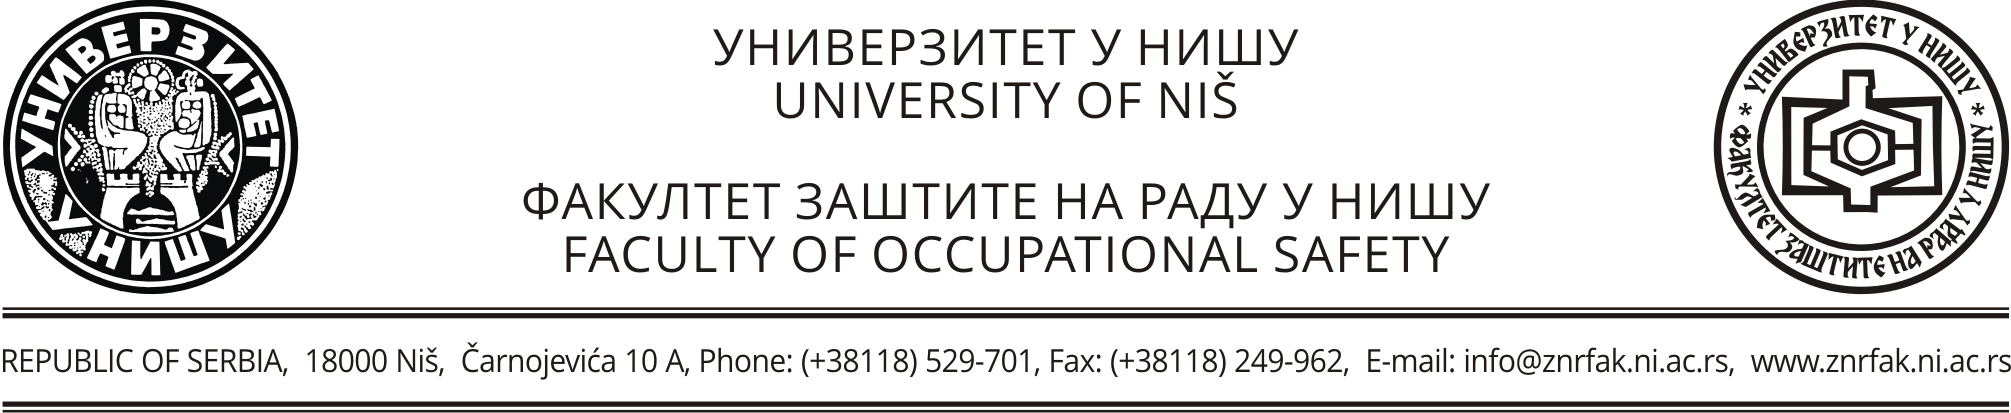 УНИВЕРЗИТЕТ У НИШУ
УНИВЕРЗИТЕТ У НИШУ
UNIVERSITY OF NIŠ
ФАКУЛТЕТ ЗАШТИТЕ НА РАДУ У НИШУ
FACULTY OF OCCUPATIONAL SAFETY
* УНИВЕРЗИТЕТ У НИШУ *
ФАКУЛТЕТ ЗАШТИТЕ НА РАДУ У НИШУ
REPUBLIC OF SERBIA, 18000 Niš, Čarnojevića 10 A, Phone: (+38118) 529-701, Fax: (+38118) 249-962, E-mail: info@znrfak.ni.ac.rs, www.znrfak.ni.ac.rs